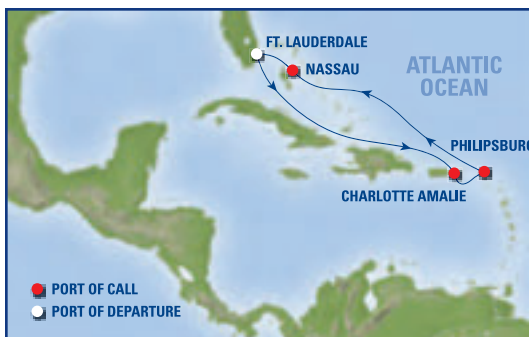 FT. LAUDERDALE
NASSAU
ATLANTIC
OCEAN
PHILIPSBURG
CHARLOTTE AMALIE
PORT OF CALL
PORT OF DEPARTURE